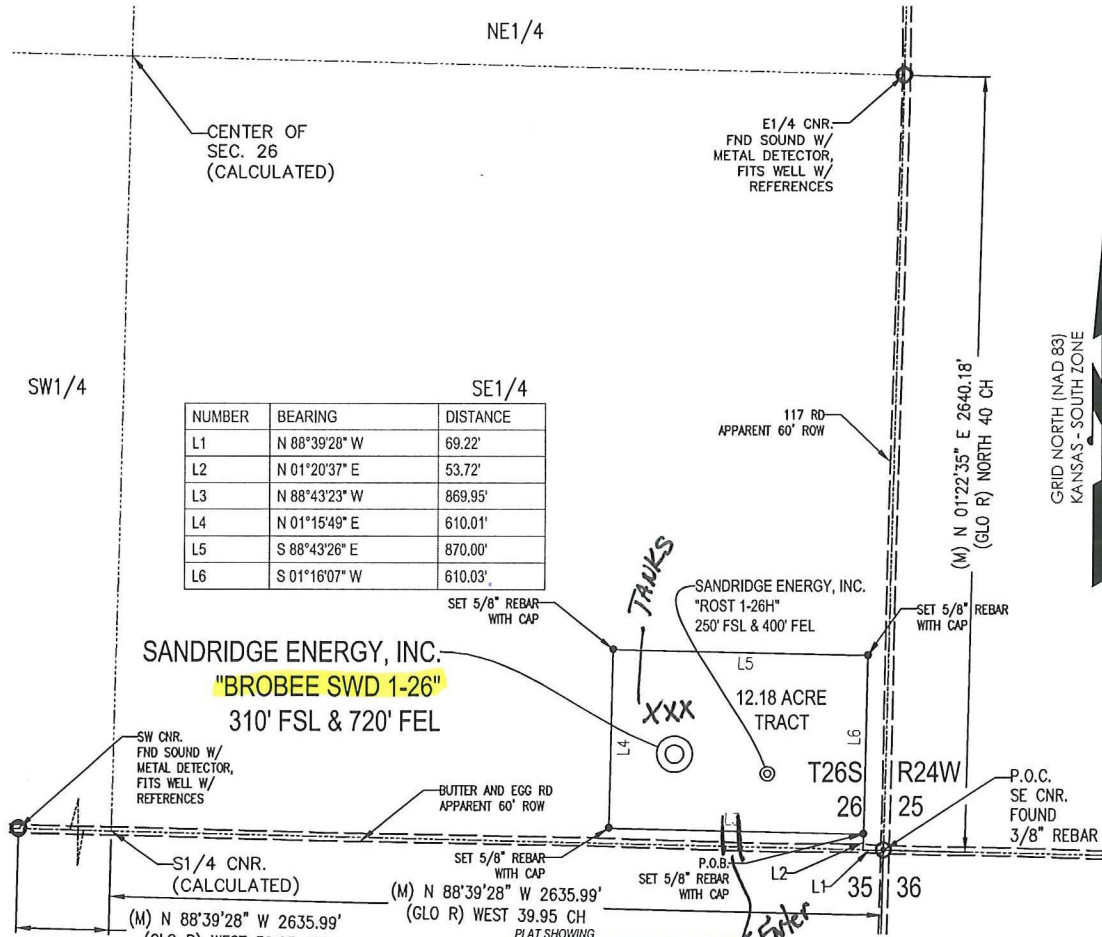 NE1/4
CENTER OF
SEC. 26
(CALCULATED)
E1/4 CNR.
FND SOUND W/
METAL DETECTOR,
FITS WELL W/
REFERENCES
SW1/4
SE1/4
NUMBER BEARING DISTANCE
L1 N 88°39'28" W 69.22'
L2 N 01°20'37" E 53.72'
L3 N 88°43'23" W 869.95'
L4 N 01°15'49" E 610.01'
L5 S 88°43'26" E 870.00'
L6 S 01°16'07" W 610.03'
117 RD
APPARENT 60' ROW
(M) N 01°22'35" E 2640.18'
(GLO R) NORTH 40 CH
GRID NORTH (NAD 83)
KANSAS - SOUTH ZONE
SET 5/8" REBAR
WITH CAP
TANKS
SANDRIDGE ENERGY, INC.
"ROST 1-26H"
250' FSL & 400' FEL
SET 5/8" REBAR
WITH CAP
SANDRIDGE ENERGY, INC.
"BROBEE SWD 1-26"
310' FSL & 720' FEL
L5
12.18 ACRE
TRACT
XXX
L4
L6
SW CNR.
FND SOUND W/
METAL DETECTOR,
FITS WELL W/
REFERENCES
T26S R24W
26 25
P.O.C.
SE CNR.
FOUND
3/8" REBAR
BUTTER AND EGG RD
APPARENT 60' ROW
L3
S1/4 CNR.
(CALCULATED)
SET 5/8" REBAR
WITH CAP
P.O.B.
SET 5/8" REBAR
WITH CAP
L2
L1
35 36
(M) N 88°39'28" W 2635.99'
(GLO R) WEST 39.95 CH
(M) N 88°39'28" W 2635.99'
PLAT SHOWING
Enter